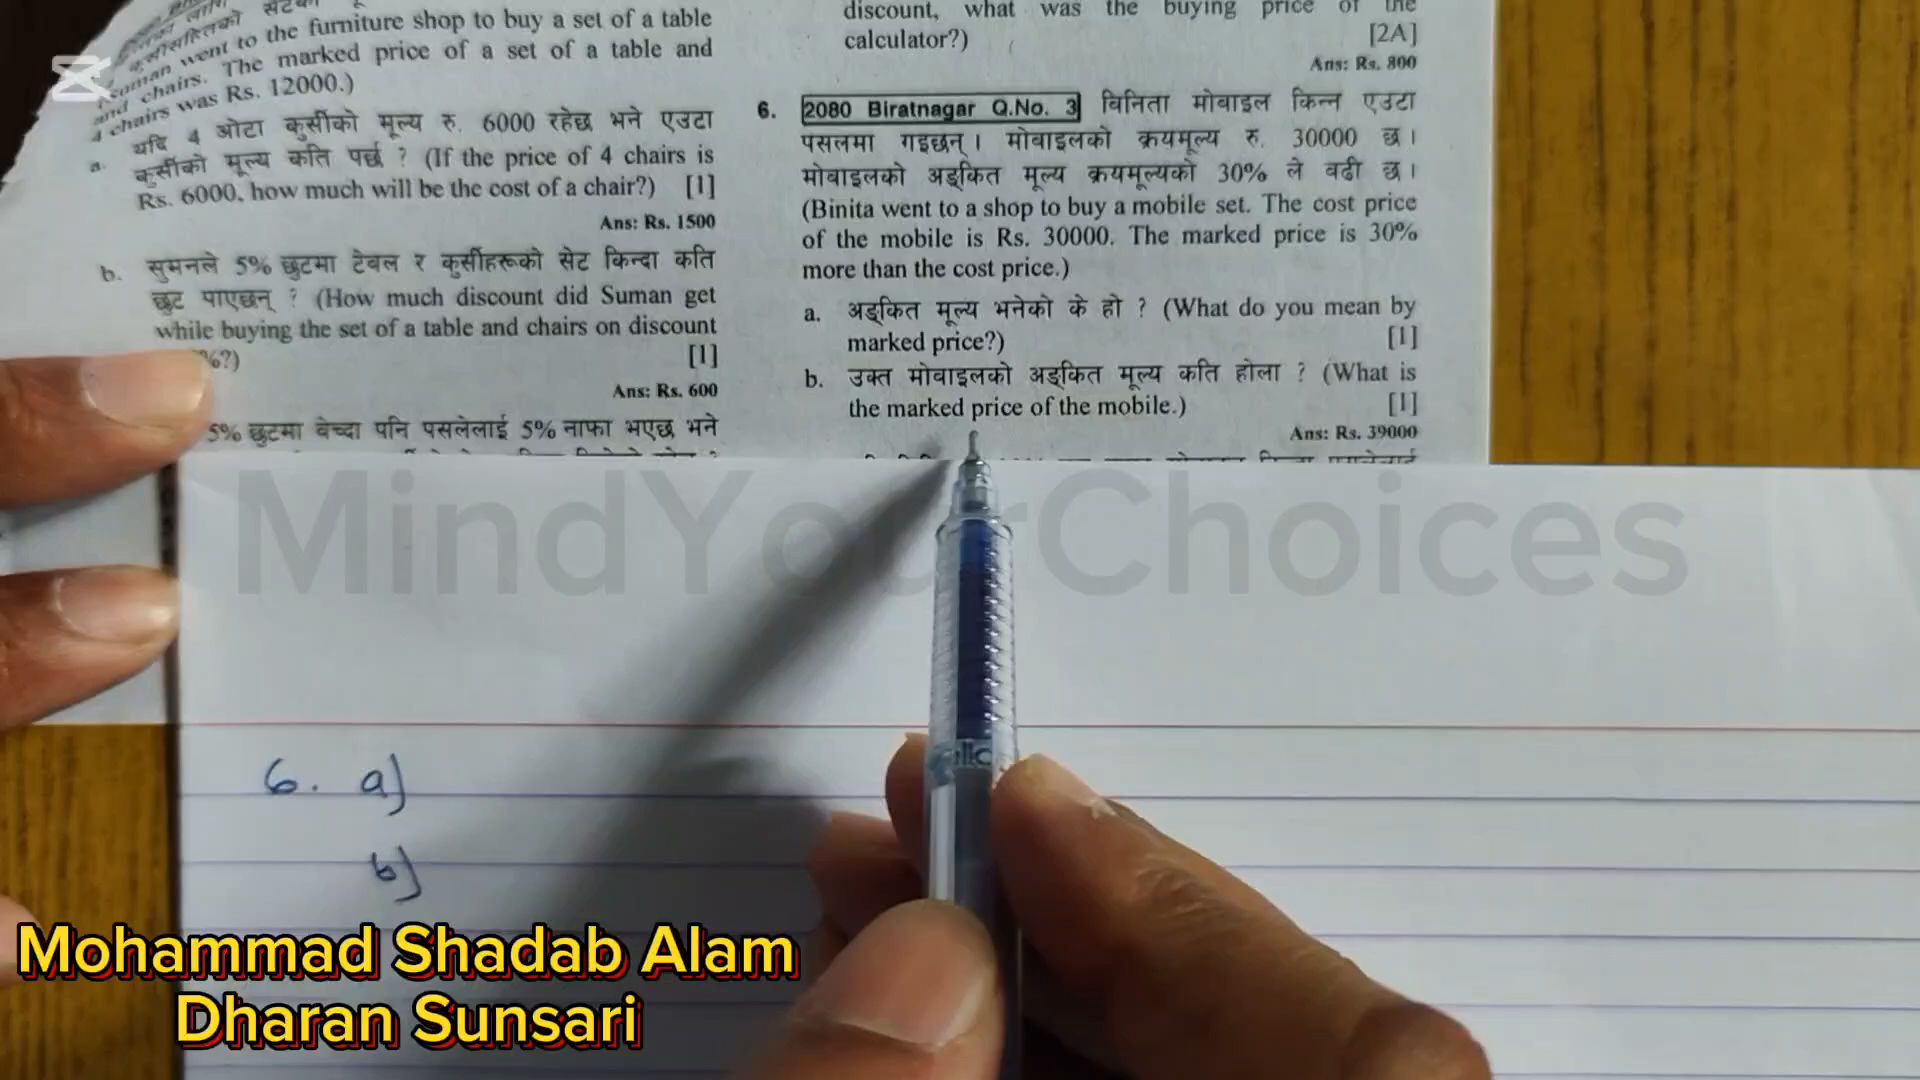 went to the furniture shop to buy a set of a table
and chairs. The marked price of a set of a table and
4 chairs was Rs. 12000.)
a. यदि 4 ओटा कुर्सीको मूल्य रु. 6000 रहेछ भने एउटा
कुर्सीको मूल्य कति पर्छ ? (If the price of 4 chairs is
Rs. 6000, how much will be the cost of a chair?) [1]
Ans: Rs. 1500
b. सुमनले 5% छुटमा टेबल र कुर्सीहरूको सेट किन्दा कति
छुट पाएछन् ? (How much discount did Suman get
while buying the set of a table and chairs on discount
%?) [1]
Ans: Rs. 600
5% छुटमा बेच्दा पनि पसलेलाई 5% नाफा भएछ भने
discount, what was the buying price of the
calculator?) [2A]
Ans: Rs. 800
6. 2080 Biratnagar Q.No. 3 बिनिता मोबाइल किन्न एउटा
पसलमा गइछन् । मोबाइलको क्रयमूल्य रु. 30000 छ ।
मोबाइलको अङ्कित मूल्य क्रयमूल्यको 30% ले बढी छ ।
(Binita went to a shop to buy a mobile set. The cost price
of the mobile is Rs. 30000. The marked price is 30%
more than the cost price.)
a. अङ्कित मूल्य भनेको के हो ? (What do you mean by
marked price?) [1]
b. उक्त मोबाइलको अङ्कित मूल्य कति होला ? (What is
the marked price of the mobile.) [1]
Ans: Rs. 39000
MindYourChoices
6. a)
b)
Mohammad Shadab Alam
Dharan Sunsari